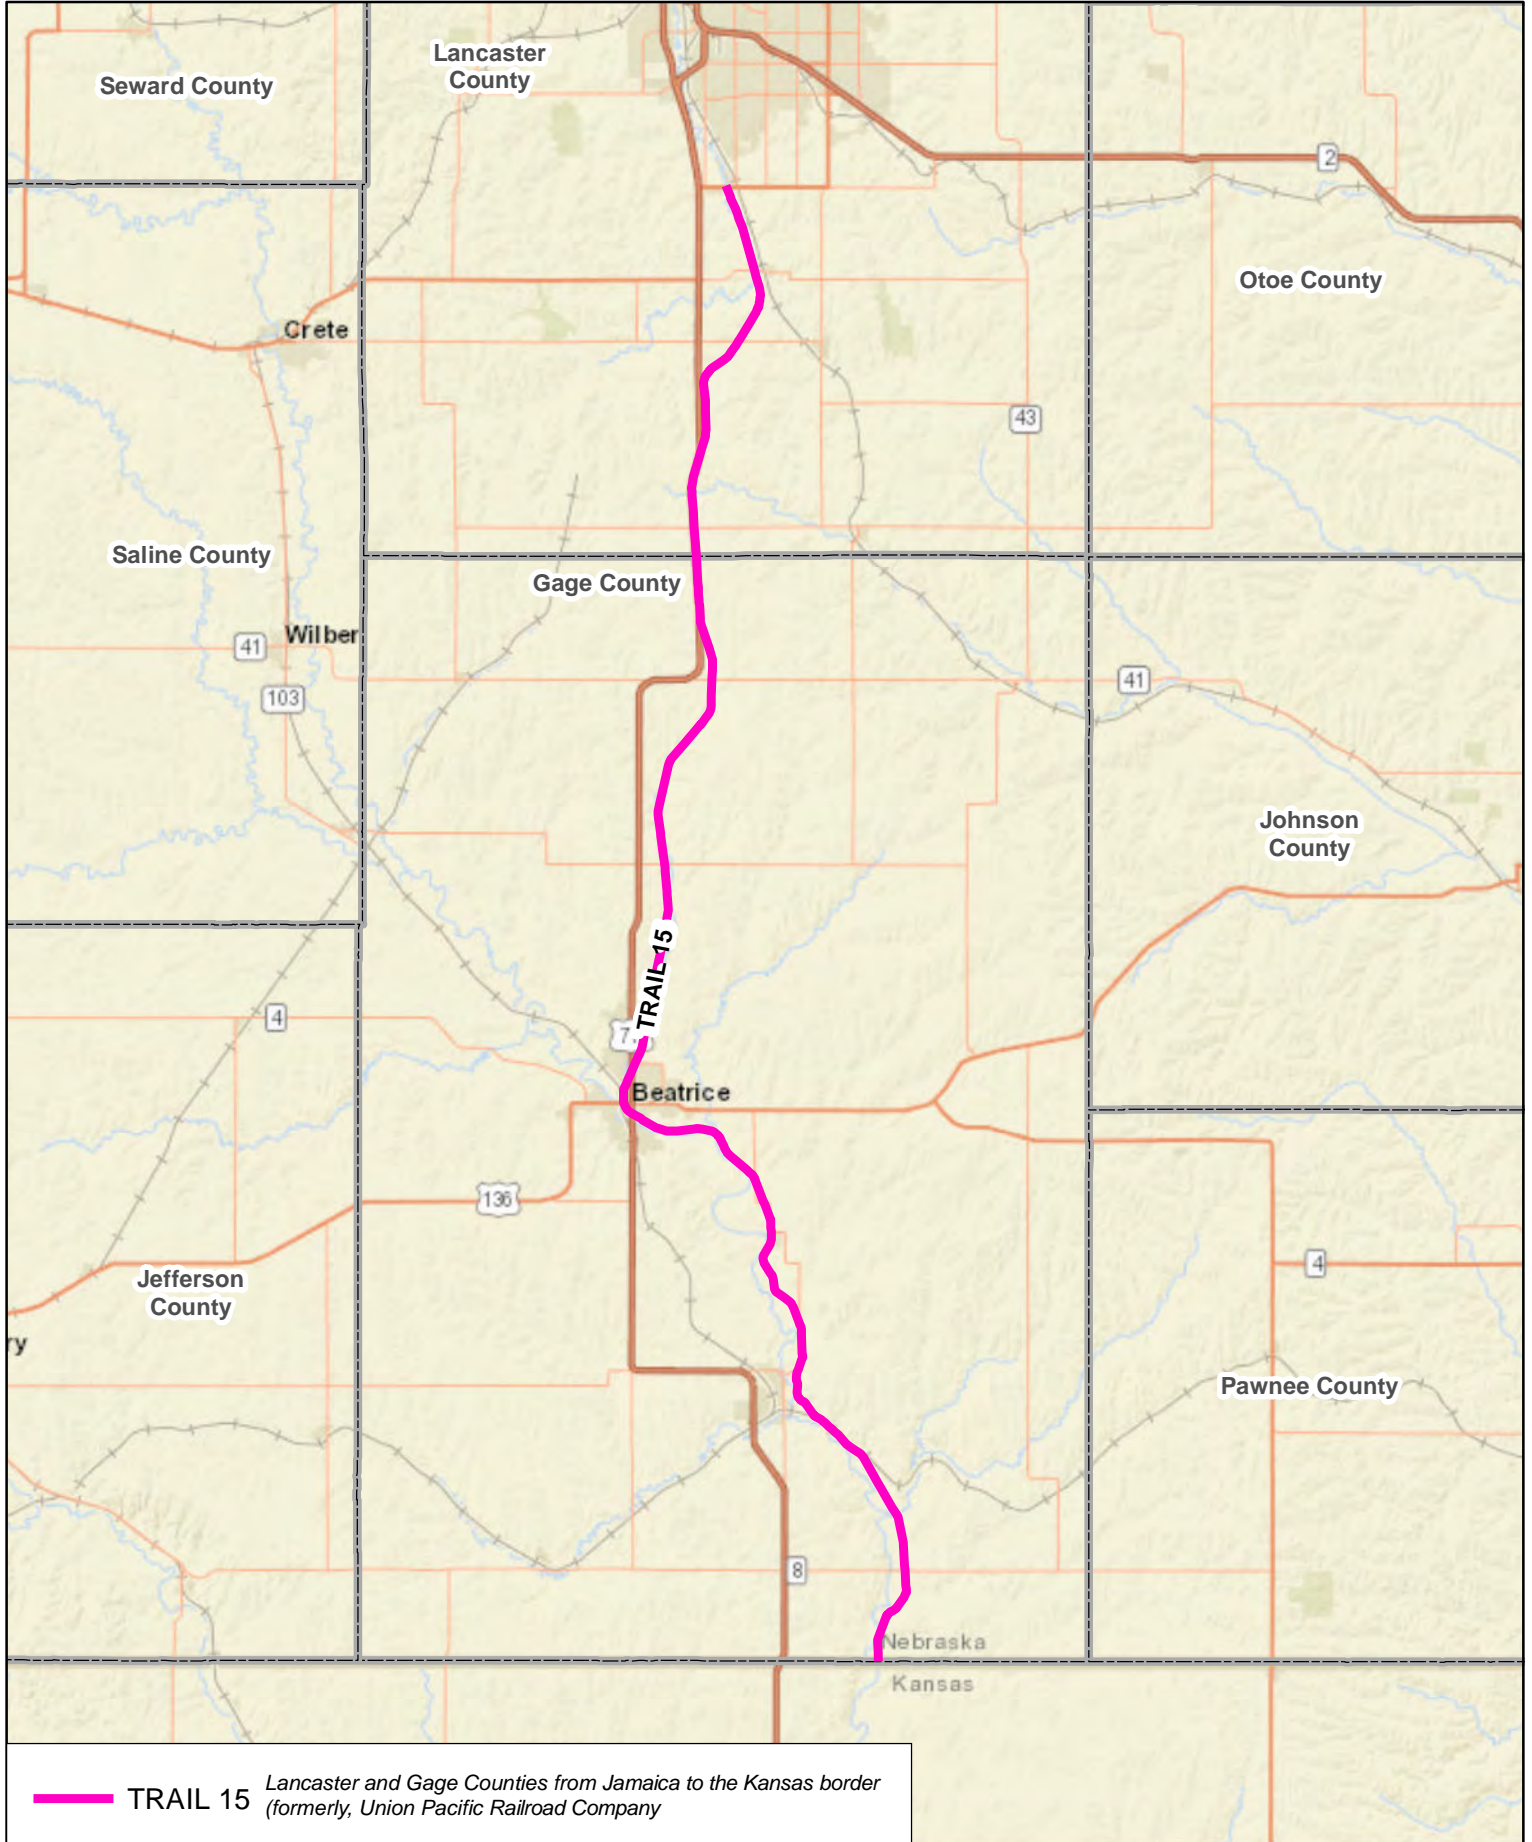 Lancaster
County
Seward County
2
Otoe County
Crete
43
Saline County
Gage County
Wilber
41
41
103
Johnson
County
TRAIL 15
4
7
Beatrice
136
4
Jefferson
County
ry
Pawnee County
8
Nebraska
Kansas
TRAIL 15 Lancaster and Gage Counties from Jamaica to the Kansas border
(formerly, Union Pacific Railroad Company